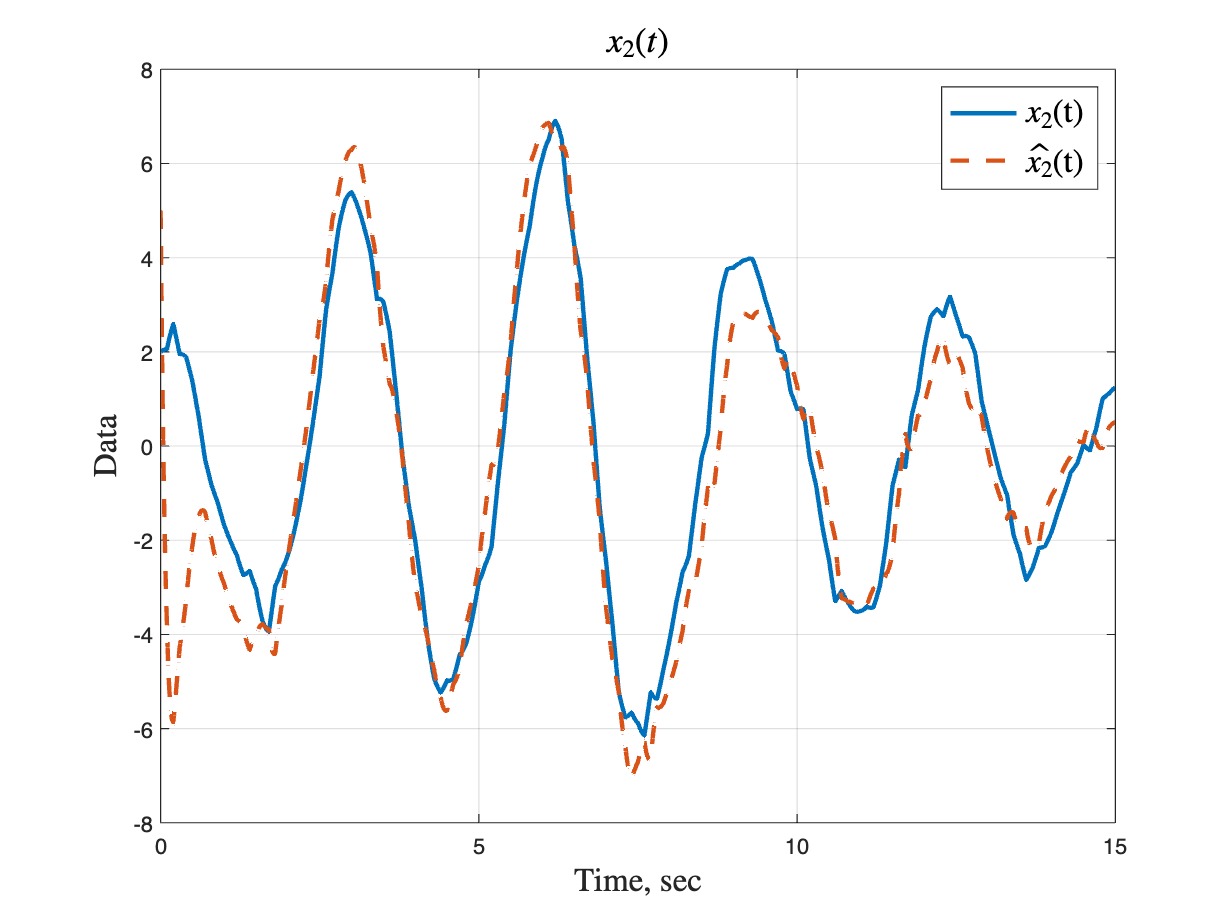 x₂(t)
8
6
4
2
0
-2
-4
-6
-8
Data
x₂(t)
x̂₂(t)
0 5 10 15
Time, sec